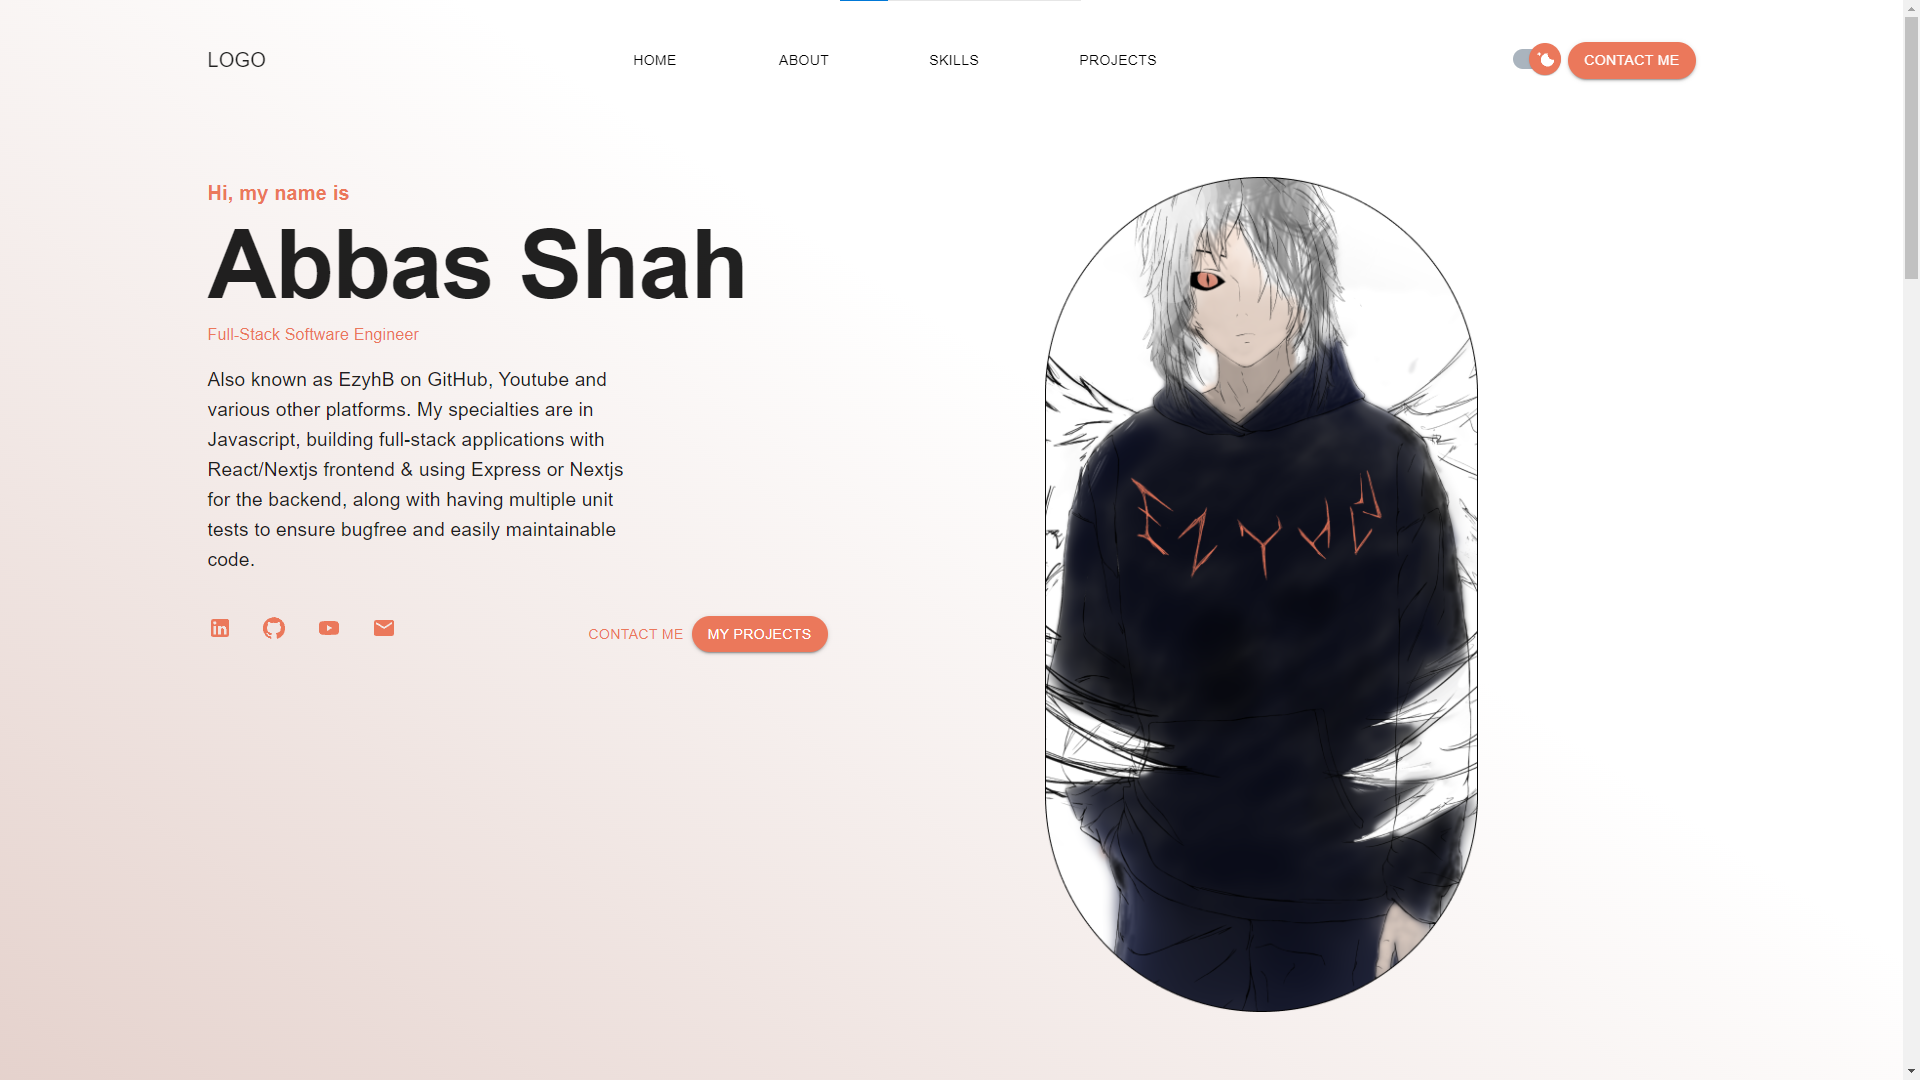 LOGO
HOME
ABOUT
SKILLS
PROJECTS
CONTACT ME
Hi, my name is
Abbas Shah
Full-Stack Software Engineer
Also known as EzyhB on GitHub, Youtube and
various other platforms. My specialties are in
Javascript, building full-stack applications with
React/Nextjs frontend & using Express or Nextjs
for the backend, along with having multiple unit
tests to ensure bugfree and easily maintainable
code.
in
CONTACT ME
MY PROJECTS